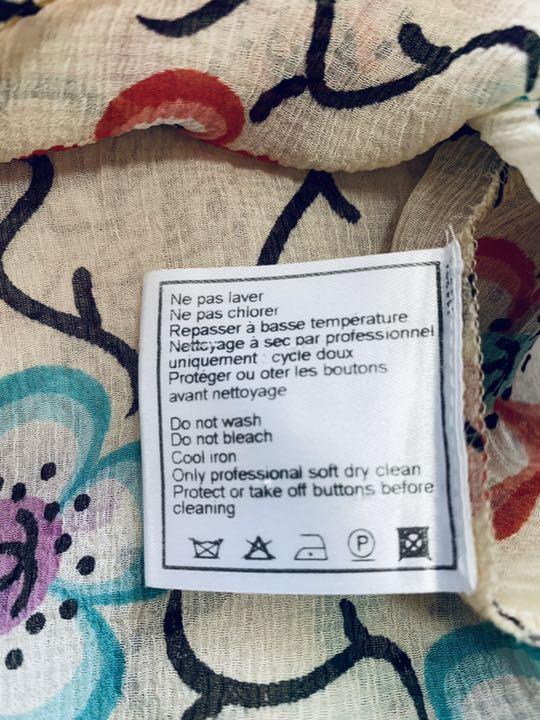 Ne pas laver
Ne pas chlorer
Repasser à basse température
Nettoyage à sec par professionnel
uniquement : cycle doux
Protéger ou oter les boutons
avant nettoyage
Do not wash
Do not bleach
Cool iron
Only professional soft dry clean
Protect or take off buttons before
cleaning
P